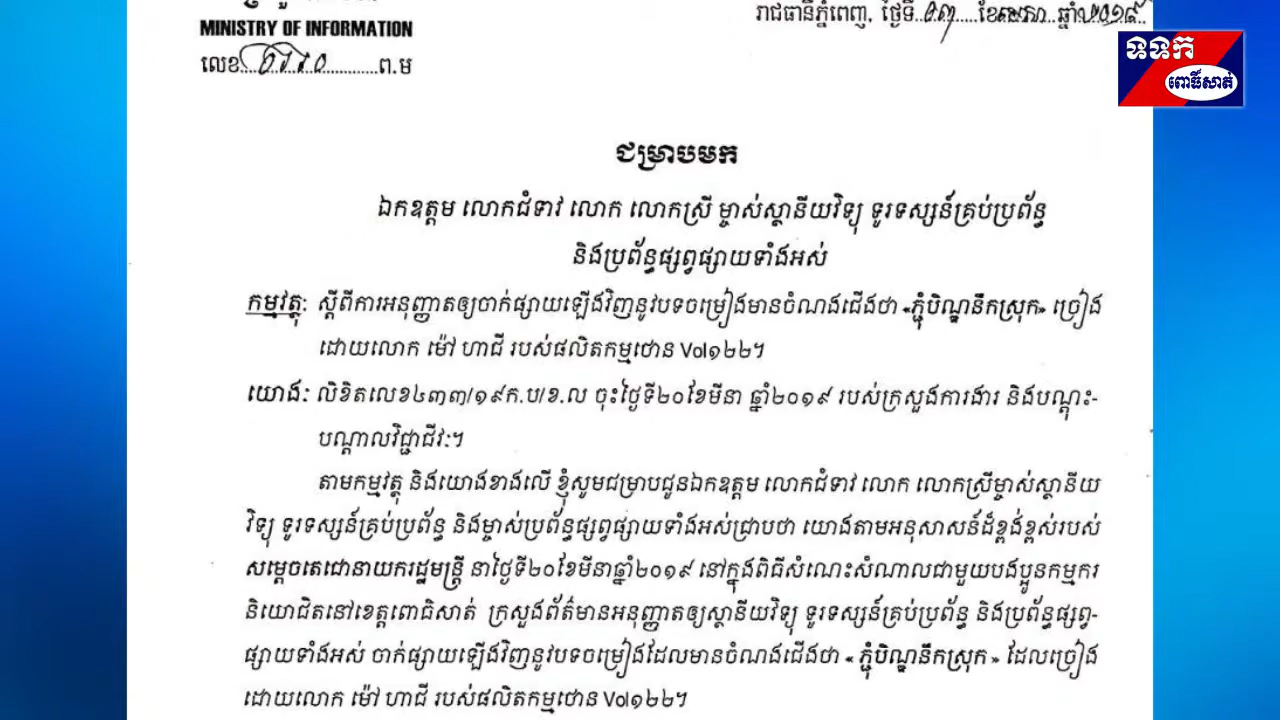 MINISTRY OF INFORMATION
លេខ ព.ម
រាជធានីភ្នំពេញ, ថ្ងៃទី ខែ ឆ្នាំ២០១៩
ទទក
ពោធិ៍សាត់
ជម្រាបមក
ឯកឧត្តម លោកជំទាវ លោក លោកស្រី ម្ចាស់ស្ថានីយវិទ្យុ ទូរទស្សន៍គ្រប់ប្រព័ន្ធ
និងប្រព័ន្ធផ្សព្វផ្សាយទាំងអស់
កម្មវត្ថុ: ស្តីពីការអនុញ្ញាតឲ្យចាក់ផ្សាយឡើងវិញនូវបទចម្រៀងមានចំណងជើងថា «ភ្ជុំបិណ្ឌនឹកស្រុក» ច្រៀង
ដោយលោក ម៉ៅ ហាជី របស់ផលិតកម្មថោន Vol១២២។
យោង: លិខិតលេខ៤៣៣/១៩ក.ប/ខ.ល ចុះថ្ងៃទី២០ខែមីនា ឆ្នាំ២០១៩ របស់ក្រសួងការងារ និងបណ្តុះ-
បណ្តាលវិជ្ជាជីវៈ។
តាមកម្មវត្ថុ និងយោងខាងលើ ខ្ញុំសូមជម្រាបជូនឯកឧត្តម លោកជំទាវ លោក លោកស្រីម្ចាស់ស្ថានីយ
វិទ្យុ ទូរទស្សន៍គ្រប់ប្រព័ន្ធ និងម្ចាស់ប្រព័ន្ធផ្សព្វផ្សាយទាំងអស់ជ្រាបថា យោងតាមអនុសាសន៍ដ៏ខ្ពង់ខ្ពស់របស់
សម្តេចតេជោនាយករដ្ឋមន្ត្រី នាថ្ងៃទី២០ខែមីនាឆ្នាំ២០១៩ នៅក្នុងពិធីសំណេះសំណាលជាមួយបងប្អូនកម្មករ
និយោជិតនៅខេត្តពោធិសាត់ ក្រសួងព័ត៌មានអនុញ្ញាតឲ្យស្ថានីយវិទ្យុ ទូរទស្សន៍គ្រប់ប្រព័ន្ធ និងប្រព័ន្ធផ្សព្វ-
ផ្សាយទាំងអស់ ចាក់ផ្សាយឡើងវិញនូវបទចម្រៀងដែលមានចំណងជើងថា « ភ្ជុំបិណ្ឌនឹកស្រុក » ដែលច្រៀង
ដោយលោក ម៉ៅ ហាជី របស់ផលិតកម្មថោន Vol១២២។